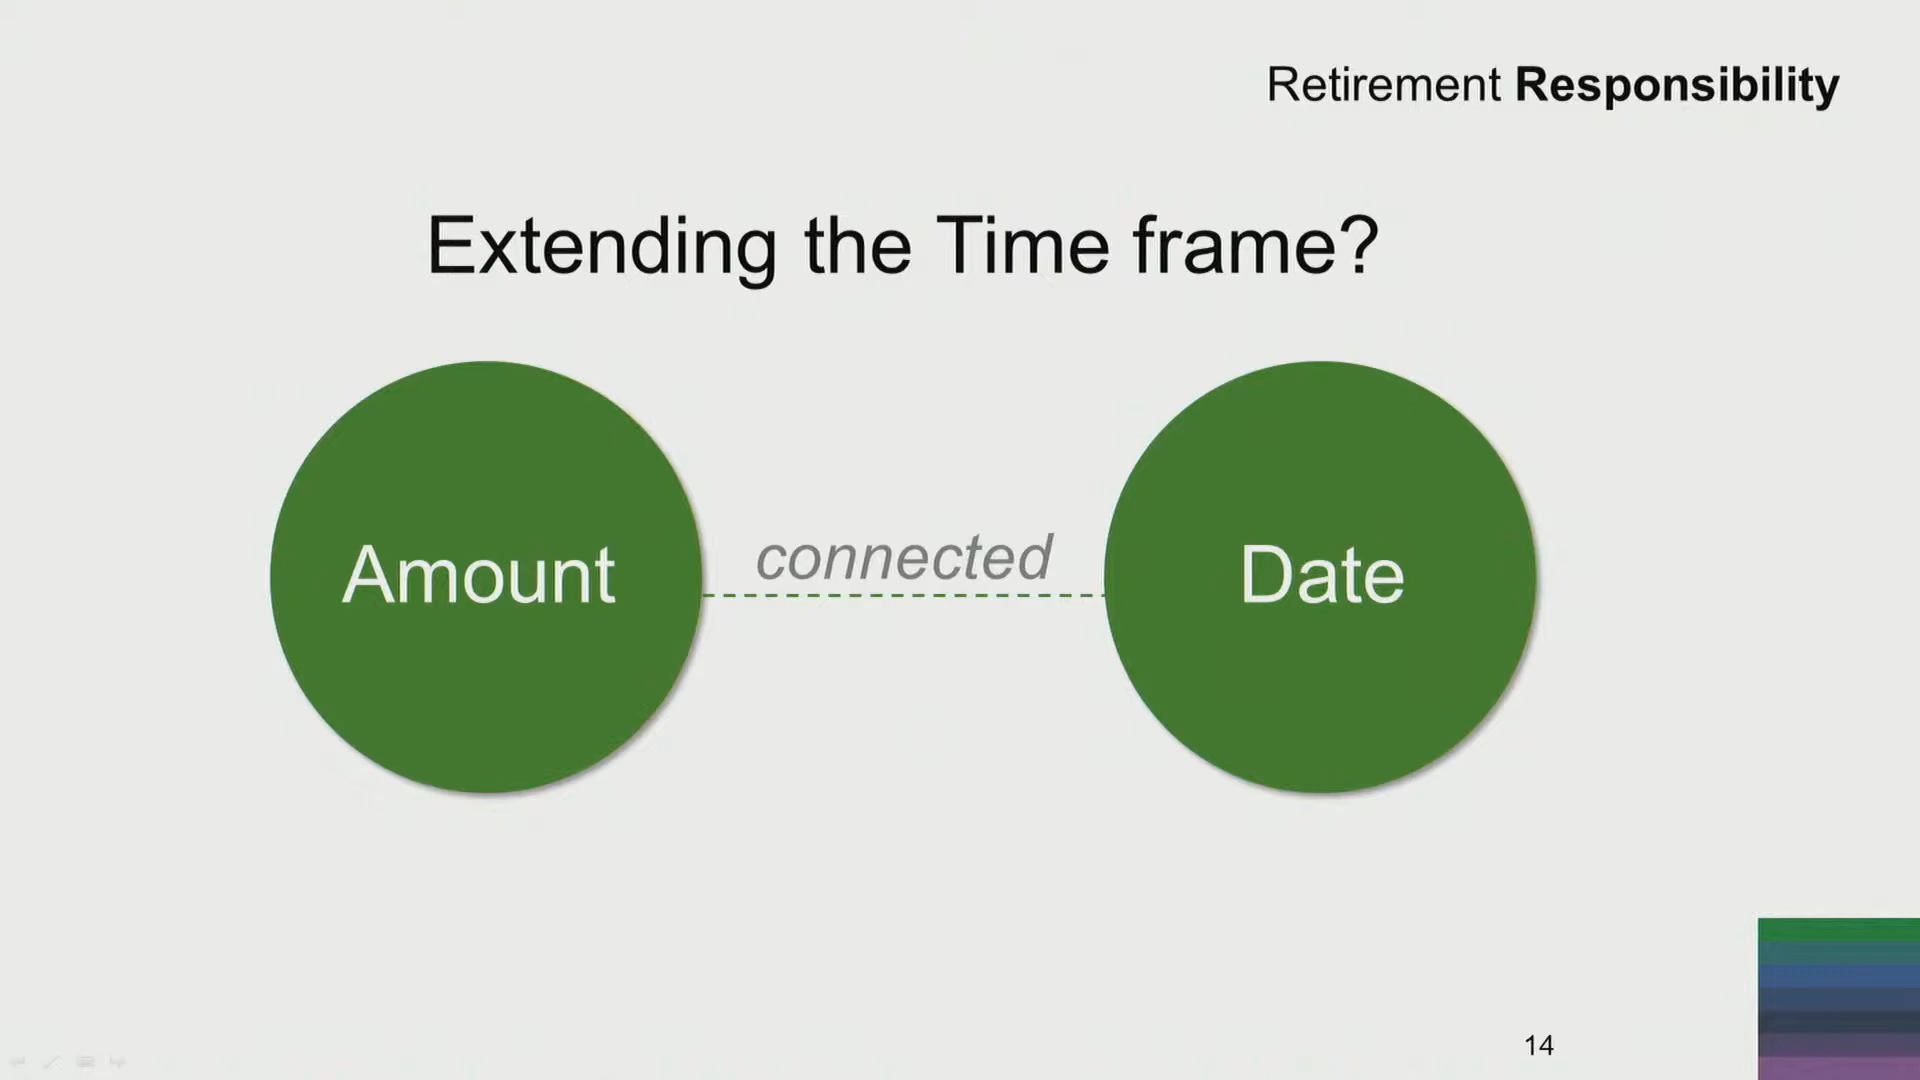 Retirement Responsibility
Extending the Time frame?
Amount
connected
Date
14